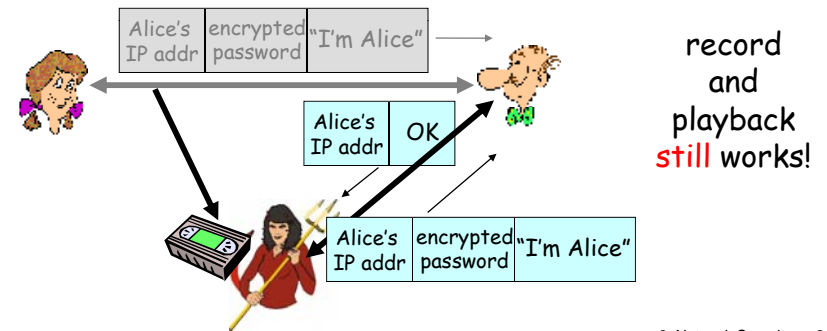 Alice's
IP addr
encrypted
password
"I'm Alice"
record
and
playback
still works!
Alice's
IP addr
OK
Alice's
IP addr
encrypted
password
"I'm Alice"